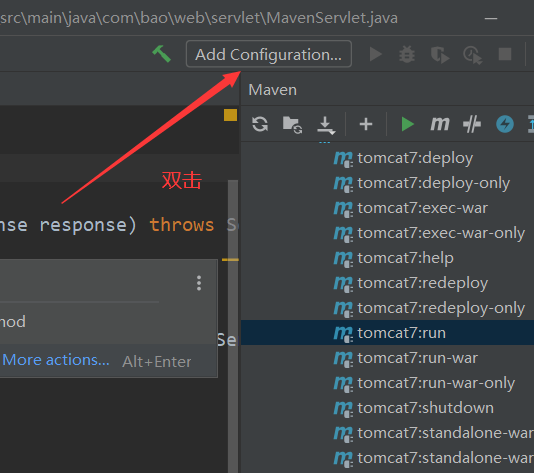 src\main\java\com\bao\web\servlet\MavenServlet.java
Add Configuration...
Maven
双击
nse response) throws Se
nod
Se
More actions... Alt+Enter
tomcat7:deploy
tomcat7:deploy-only
tomcat7:exec-war
tomcat7:exec-war-only
tomcat7:help
tomcat7:redeploy
tomcat7:redeploy-only
tomcat7:run
tomcat7:run-war
tomcat7:run-war-only
tomcat7:shutdown
tomcat7:standalone-war
tomcat7:standalone-war